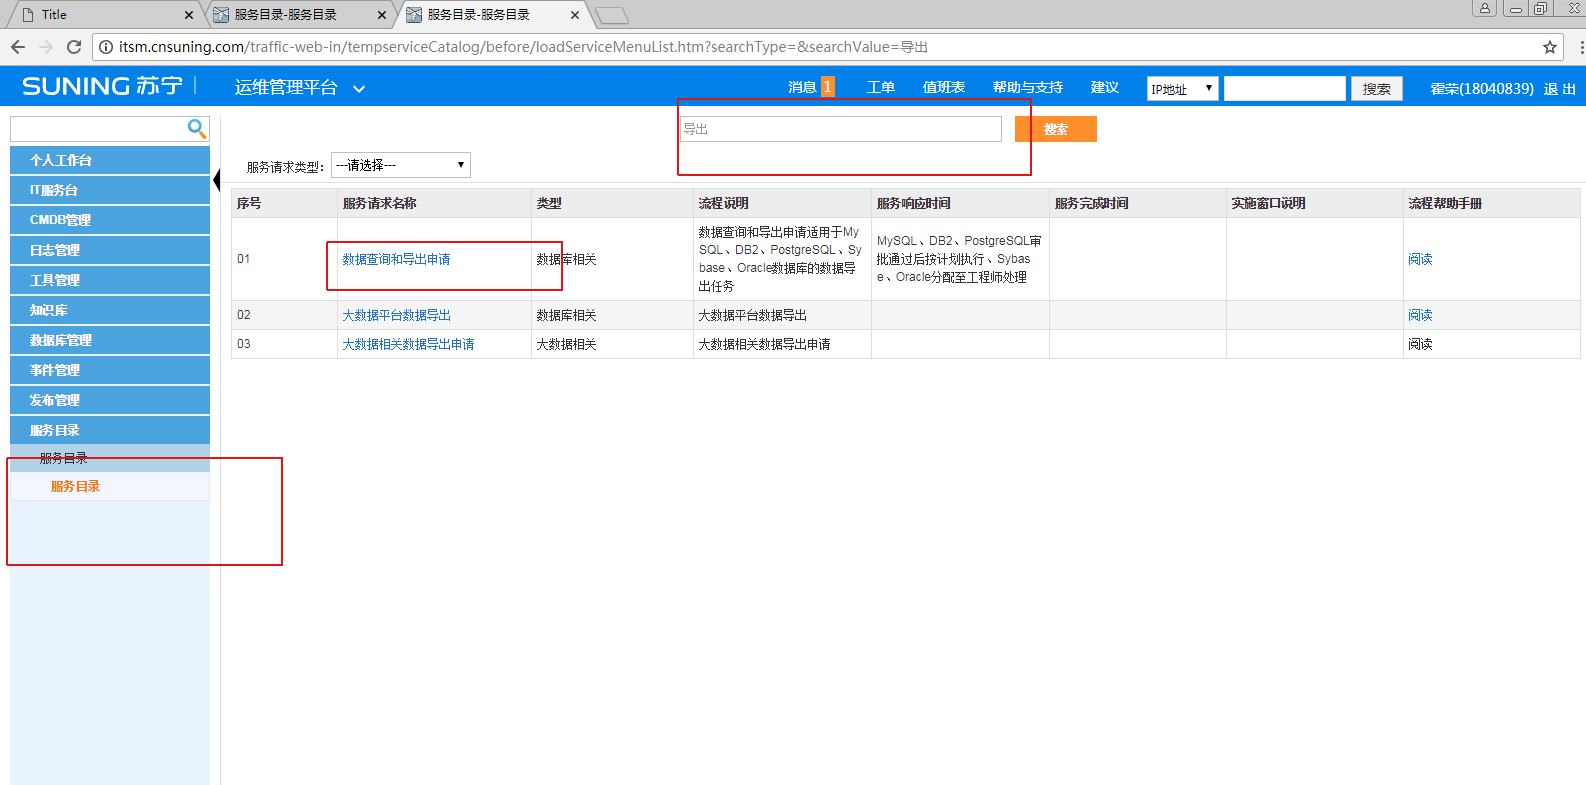 Title
服务目录-服务目录
服务目录-服务目录
itsm.cnsuning.com/traffic-web-in/tempserviceCatalog/before/loadServiceMenuList.htm?searchType=&searchValue=导出
SUNING 苏宁
运维管理平台
消息 1
工单
值班表
帮助与支持
建议
IP地址
搜索
霍荣(18040839)
退 出
导出
搜索
服务请求类型:
---请选择---
个人工作台
IT服务台
CMDB管理
日志管理
工具管理
知识库
数据库管理
事件管理
发布管理
服务目录
服务目录
服务目录
序号 服务请求名称 类型 流程说明 服务响应时间 服务完成时间 实施窗口说明 流程帮助手册
01
数据查询和导出申请
数据库相关
数据查询和导出申请适用于My
SQL、DB2、PostgreSQL、Sy
base、Oracle数据库的数据导
出任务
MySQL、DB2、PostgreSQL审
批通过后按计划执行、Sybas
e、Oracle分配至工程师处理
阅读
02 大数据平台数据导出 数据库相关 大数据平台数据导出 阅读
03 大数据相关数据导出申请 大数据相关 大数据相关数据导出申请 阅读